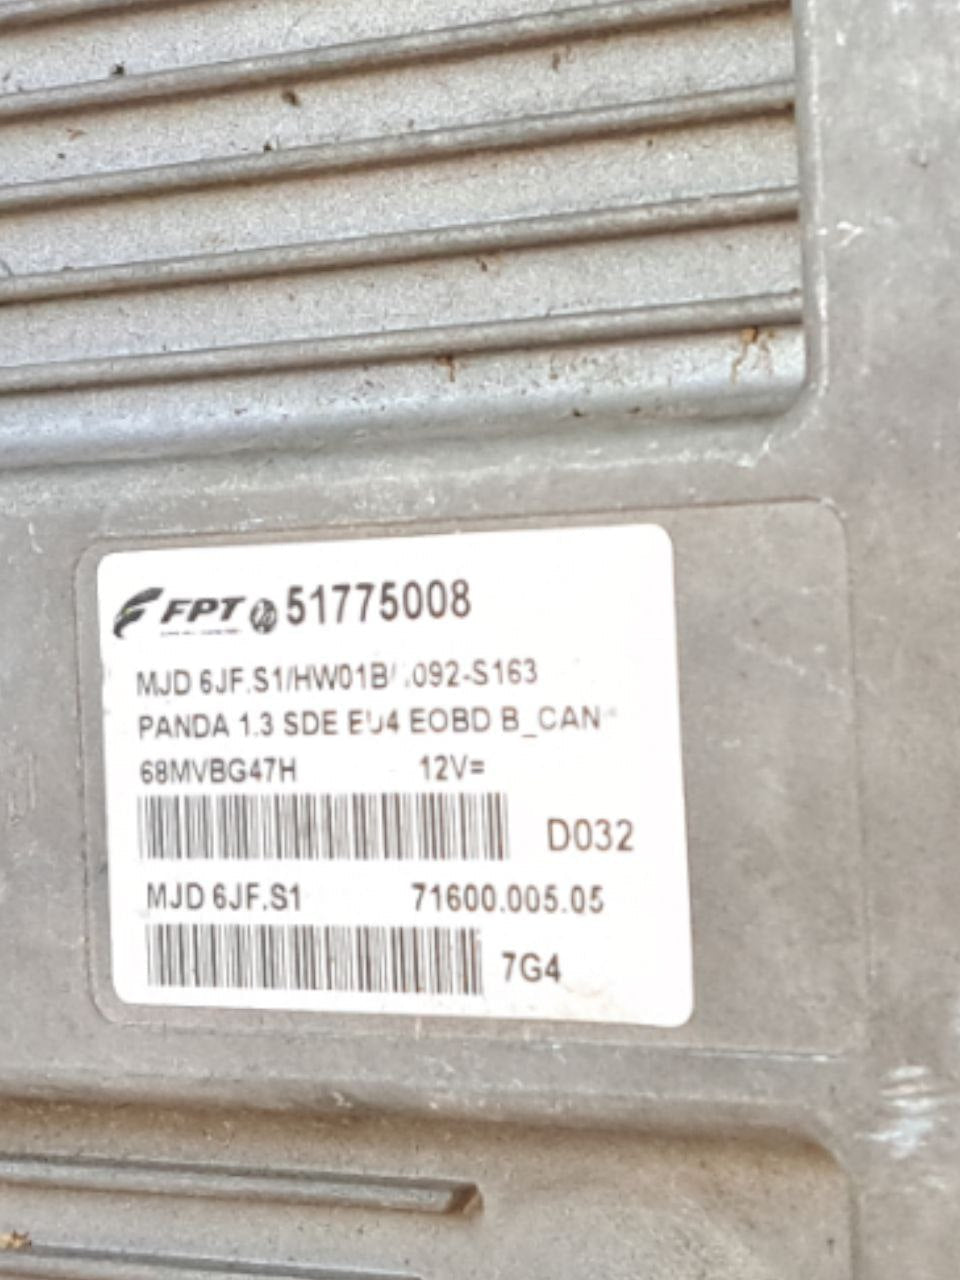 FPT 51775008
MJD 6JF.S1/HW01B/ .092-S163
PANDA 1.3 SDE EU4 EOBD B_CAN
68MVBG47H 12V=
D032
MJD 6JF.S1 71600.005.05
7G4